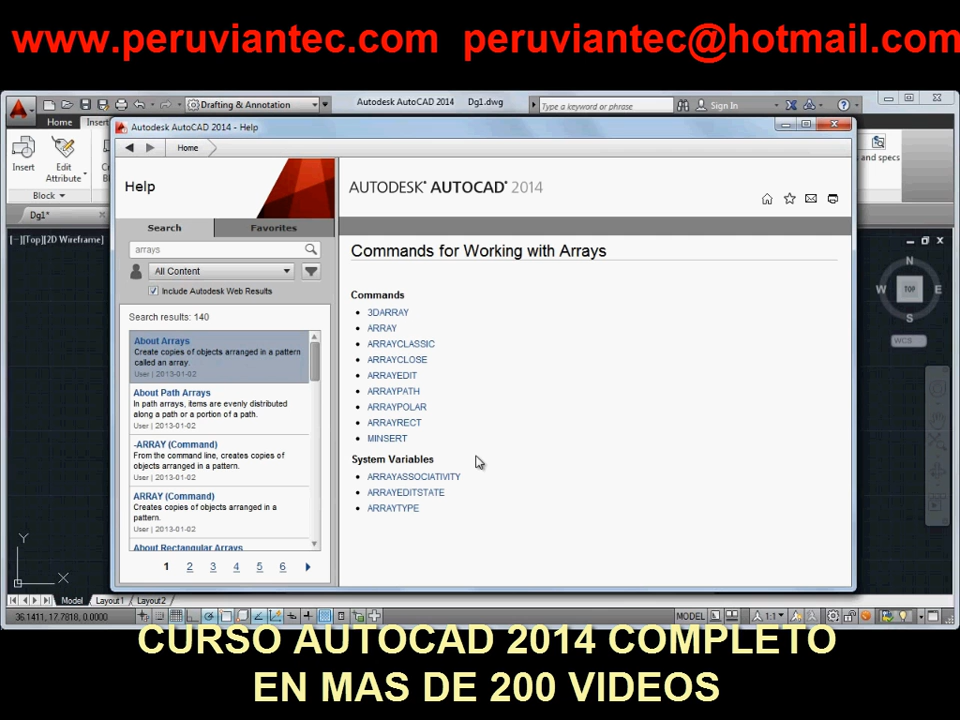 www.peruviantec.com peruviantec@hotmail.com
Drafting & Annotation
Autodesk AutoCAD 2014 Dg1.dwg
Type a keyword or phrase
Sign In
Home
Insert
Autodesk AutoCAD 2014 - Help
Home
Insert
Edit
Attribute
Block
and specs
Dg1*
[−][Top][2D Wireframe]
Help
Search
Favorites
arrays
All Content
Include Autodesk Web Results
Search results: 140
About Arrays
Create copies of objects arranged in a pattern
called an array.
User | 2013-01-02
About Path Arrays
In path arrays, items are evenly distributed
along a path or a portion of a path.
User | 2013-01-02
-ARRAY (Command)
From the command line, creates copies of
objects arranged in a pattern.
User | 2013-01-02
ARRAY (Command)
Creates copies of objects arranged in a
pattern.
User | 2013-01-02
About Rectangular Arrays
1 2 3 4 5 6
AUTODESK® AUTOCAD® 2014
Commands for Working with Arrays
Commands
• 3DARRAY
• ARRAY
• ARRAYCLASSIC
• ARRAYCLOSE
• ARRAYEDIT
• ARRAYPATH
• ARRAYPOLAR
• ARRAYRECT
• MINSERT
System Variables
• ARRAYASSOCIATIVITY
• ARRAYEDITSTATE
• ARRAYTYPE
N
W TOP E
S
WCS
Y
X
Model Layout1 Layout2
36.1411, 17.7818, 0.0000
MODEL
1:1
CURSO AUTOCAD 2014 COMPLETO
EN MAS DE 200 VIDEOS